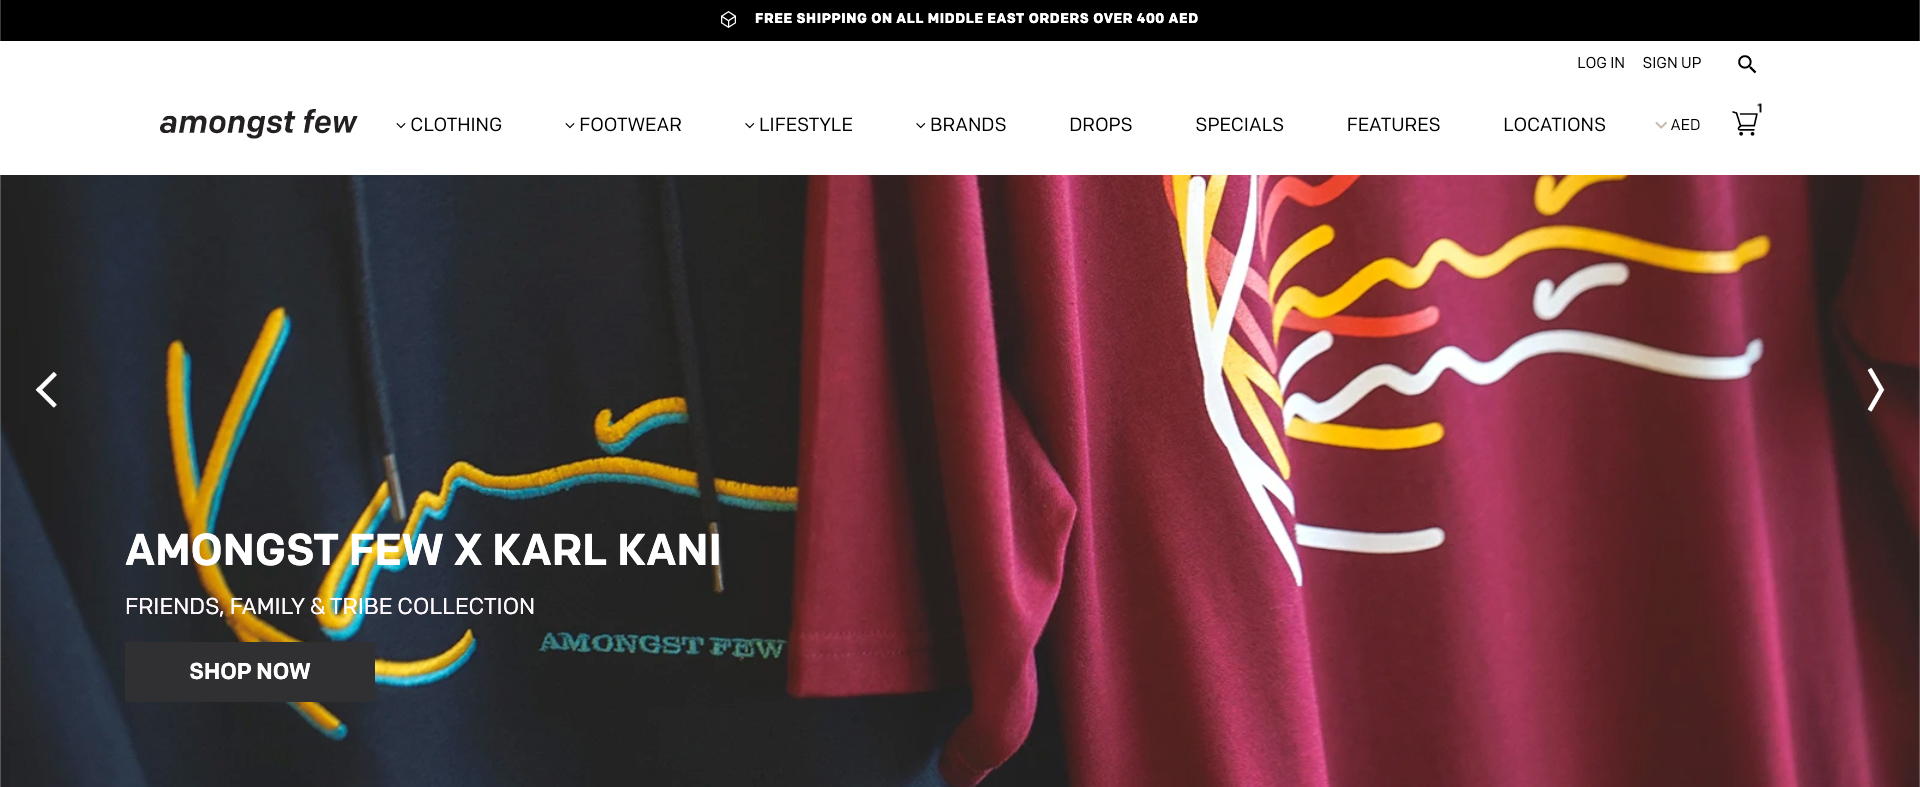 FREE SHIPPING ON ALL MIDDLE EAST ORDERS OVER 400 AED
LOG IN SIGN UP
amongst few CLOTHING FOOTWEAR LIFESTYLE BRANDS DROPS SPECIALS FEATURES LOCATIONS AED 1
AMONGST FEW X KARL KANI
FRIENDS, FAMILY & TRIBE COLLECTION
AMONGST FEW
SHOP NOW